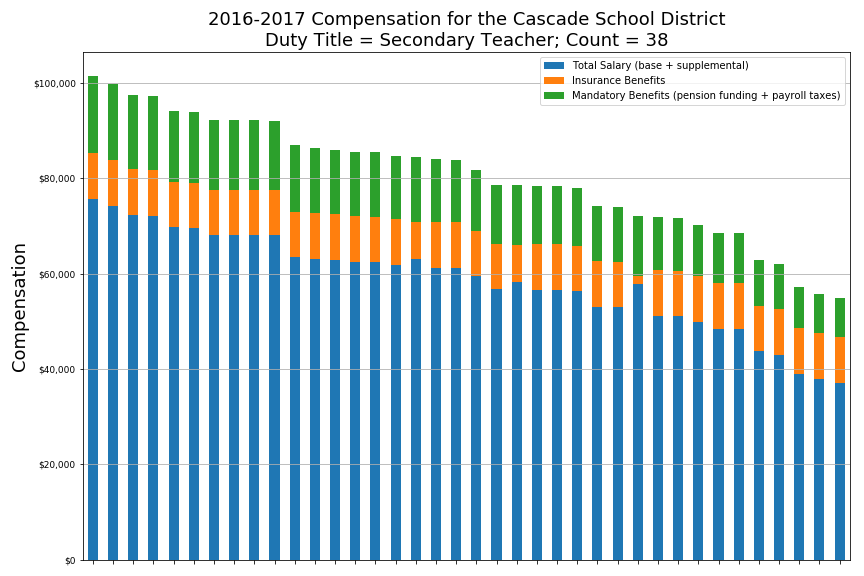 2016-2017 Compensation for the Cascade School District
Duty Title = Secondary Teacher; Count = 38
Total Salary (base + supplemental)
Insurance Benefits
Mandatory Benefits (pension funding + payroll taxes)
$100,000
$80,000
$60,000
$40,000
$20,000
$0
Compensation